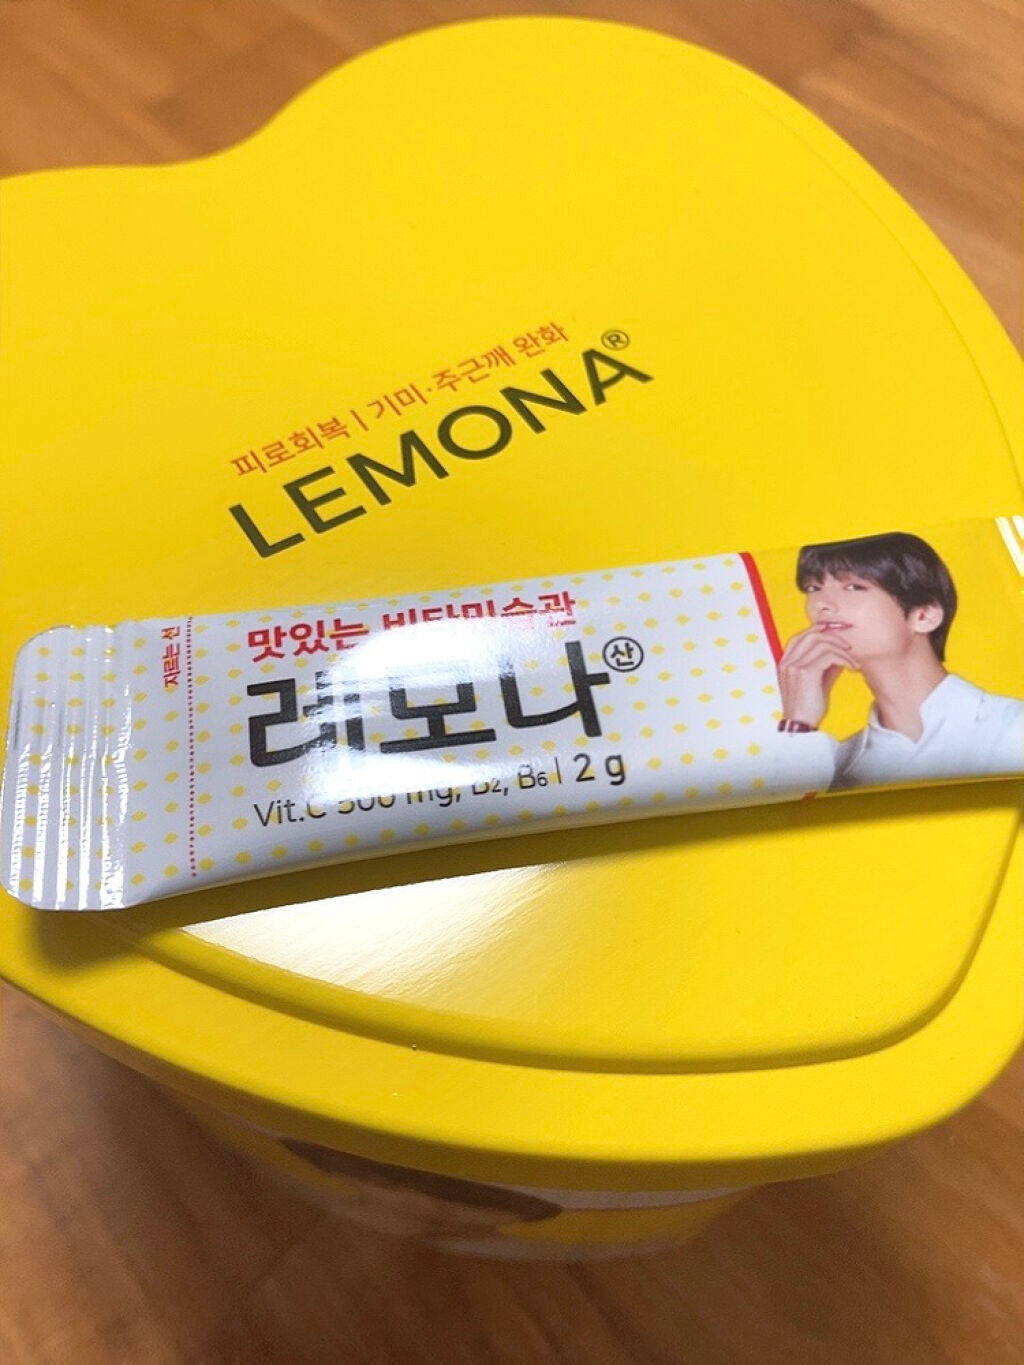 피로회복 | 기미·주근깨 완화
LEMONA®
자르는 선
맛있는 비타민습관
레모나 산
Vit.C 500 mg, B2, B6 | 2 g